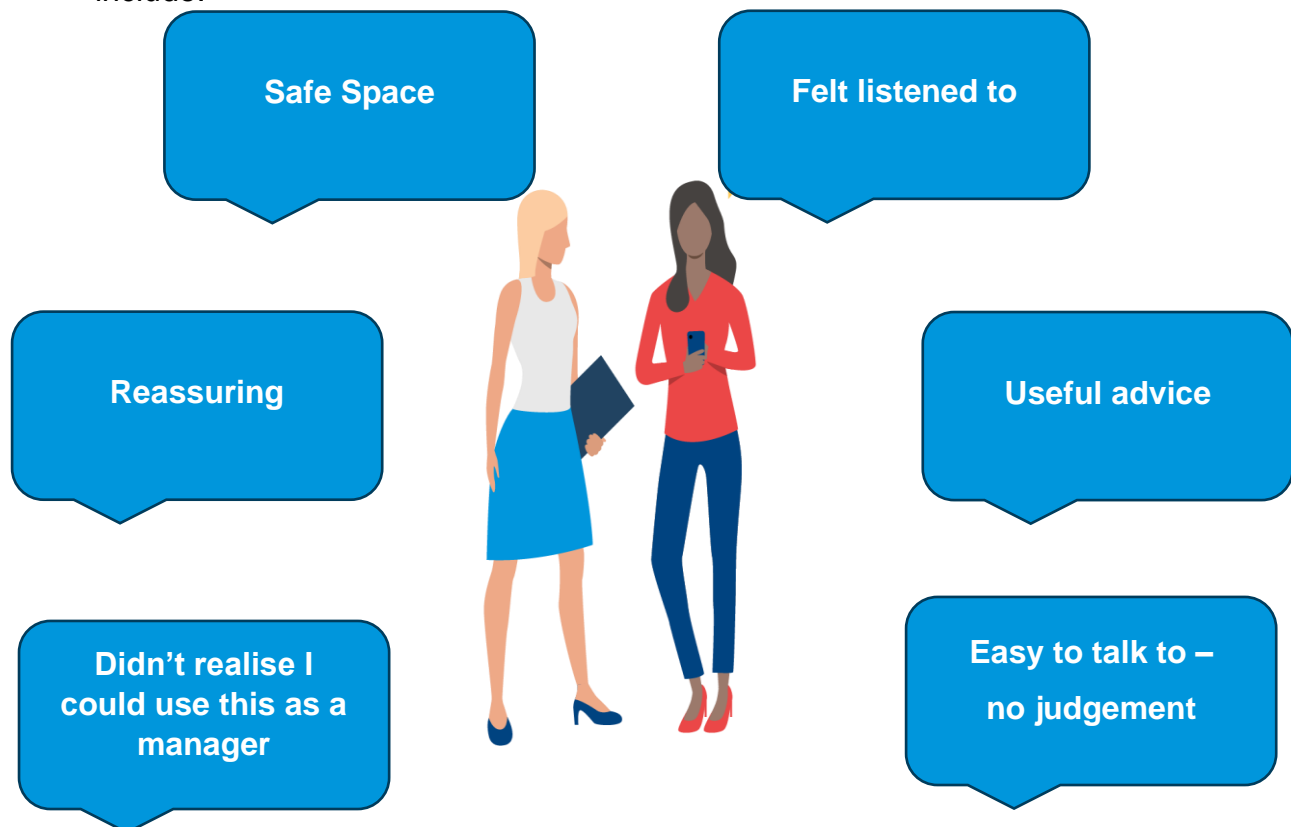 Safe Space
Felt listened to
Reassuring
Useful advice
Didn’t realise I
could use this as a
manager
Easy to talk to –
no judgement